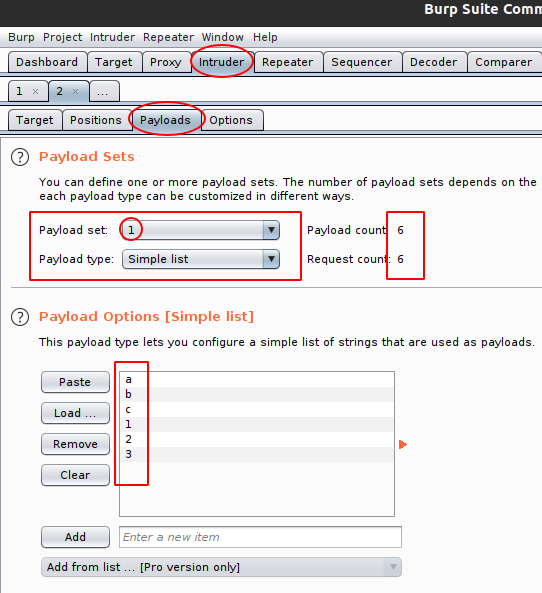 Burp Suite Comm
Burp Project Intruder Repeater Window Help
Dashboard Target Proxy Intruder Repeater Sequencer Decoder Comparer
1 × 2 × ...
Target Positions Payloads Options
? Payload Sets
You can define one or more payload sets. The number of payload sets depends on the
each payload type can be customized in different ways.
Payload set: 1 Payload count: 6
Payload type: Simple list Request count: 6
? Payload Options [Simple list]
This payload type lets you configure a simple list of strings that are used as payloads.
Paste
Load ...
Remove
Clear
a
b
c
1
2
3
Add Enter a new item
Add from list ... [Pro version only]